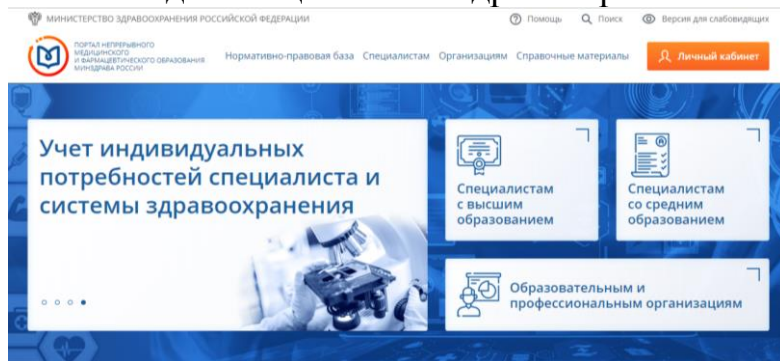 МИНИСТЕРСТВО ЗДРАВООХРАНЕНИЯ РОССИЙСКОЙ ФЕДЕРАЦИИ
Помощь Поиск Версия для слабовидящих
ПОРТАЛ НЕПРЕРЫВНОГО
МЕДИЦИНСКОГО
И ФАРМАЦЕВТИЧЕСКОГО ОБРАЗОВАНИЯ
МИНЗДРАВА РОССИИ
Нормативно-правовая база Специалистам Организациям Справочные материалы Личный кабинет
Учет индивидуальных
потребностей специалиста и
системы здравоохранения
Специалистам
с высшим
образованием
Специалистам
со средним
образованием
Образовательным и
профессиональным организациям